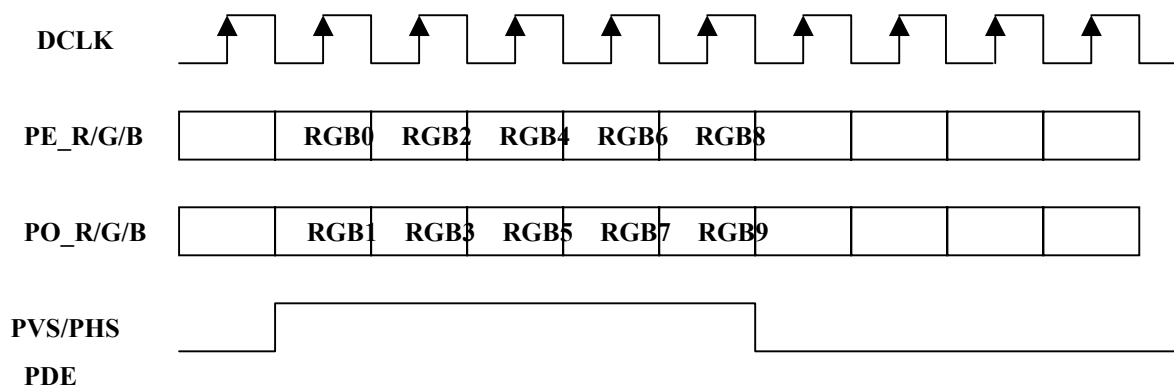 DCLK
PE_R/G/B RGB0 RGB2 RGB4 RGB6 RGB8
PO_R/G/B RGB1 RGB3 RGB5 RGB7 RGB9
PVS/PHS
PDE